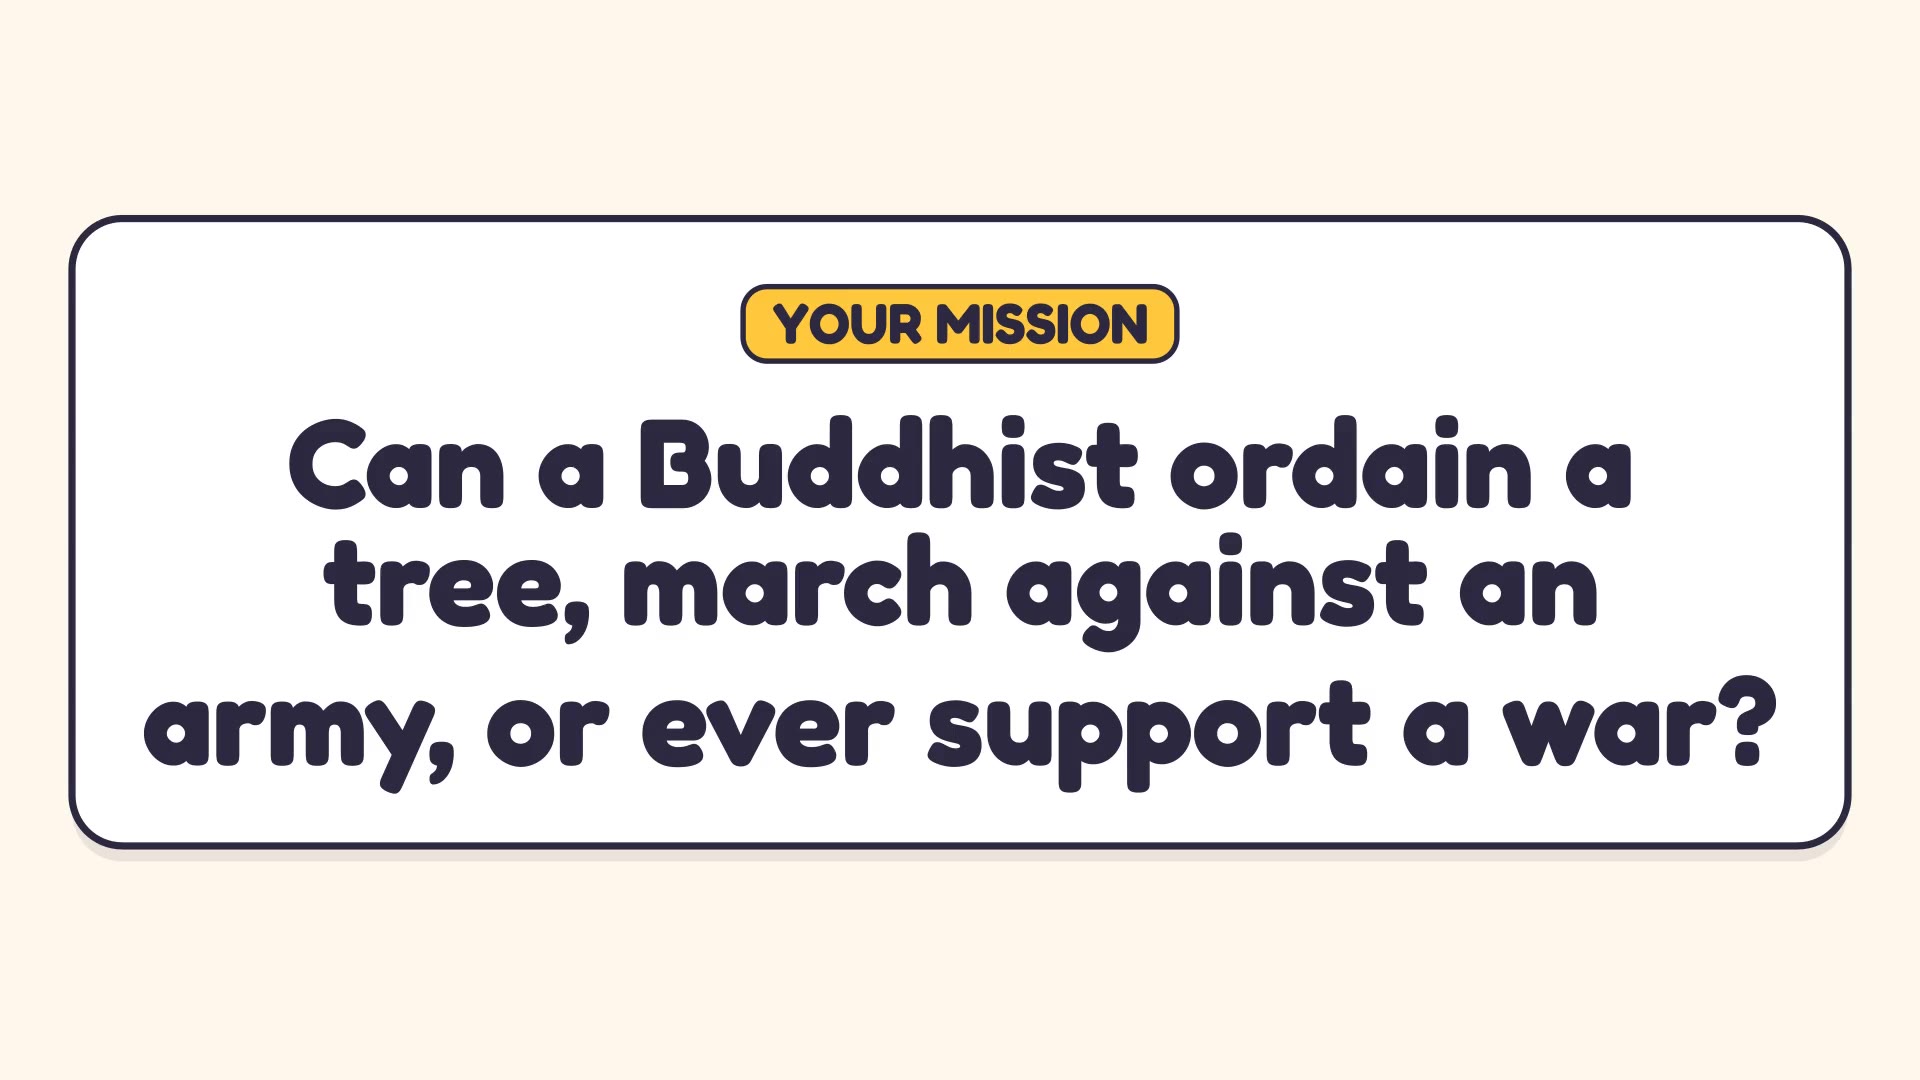 YOUR MISSION
Can a Buddhist ordain a
tree, march against an
army, or ever support a war?